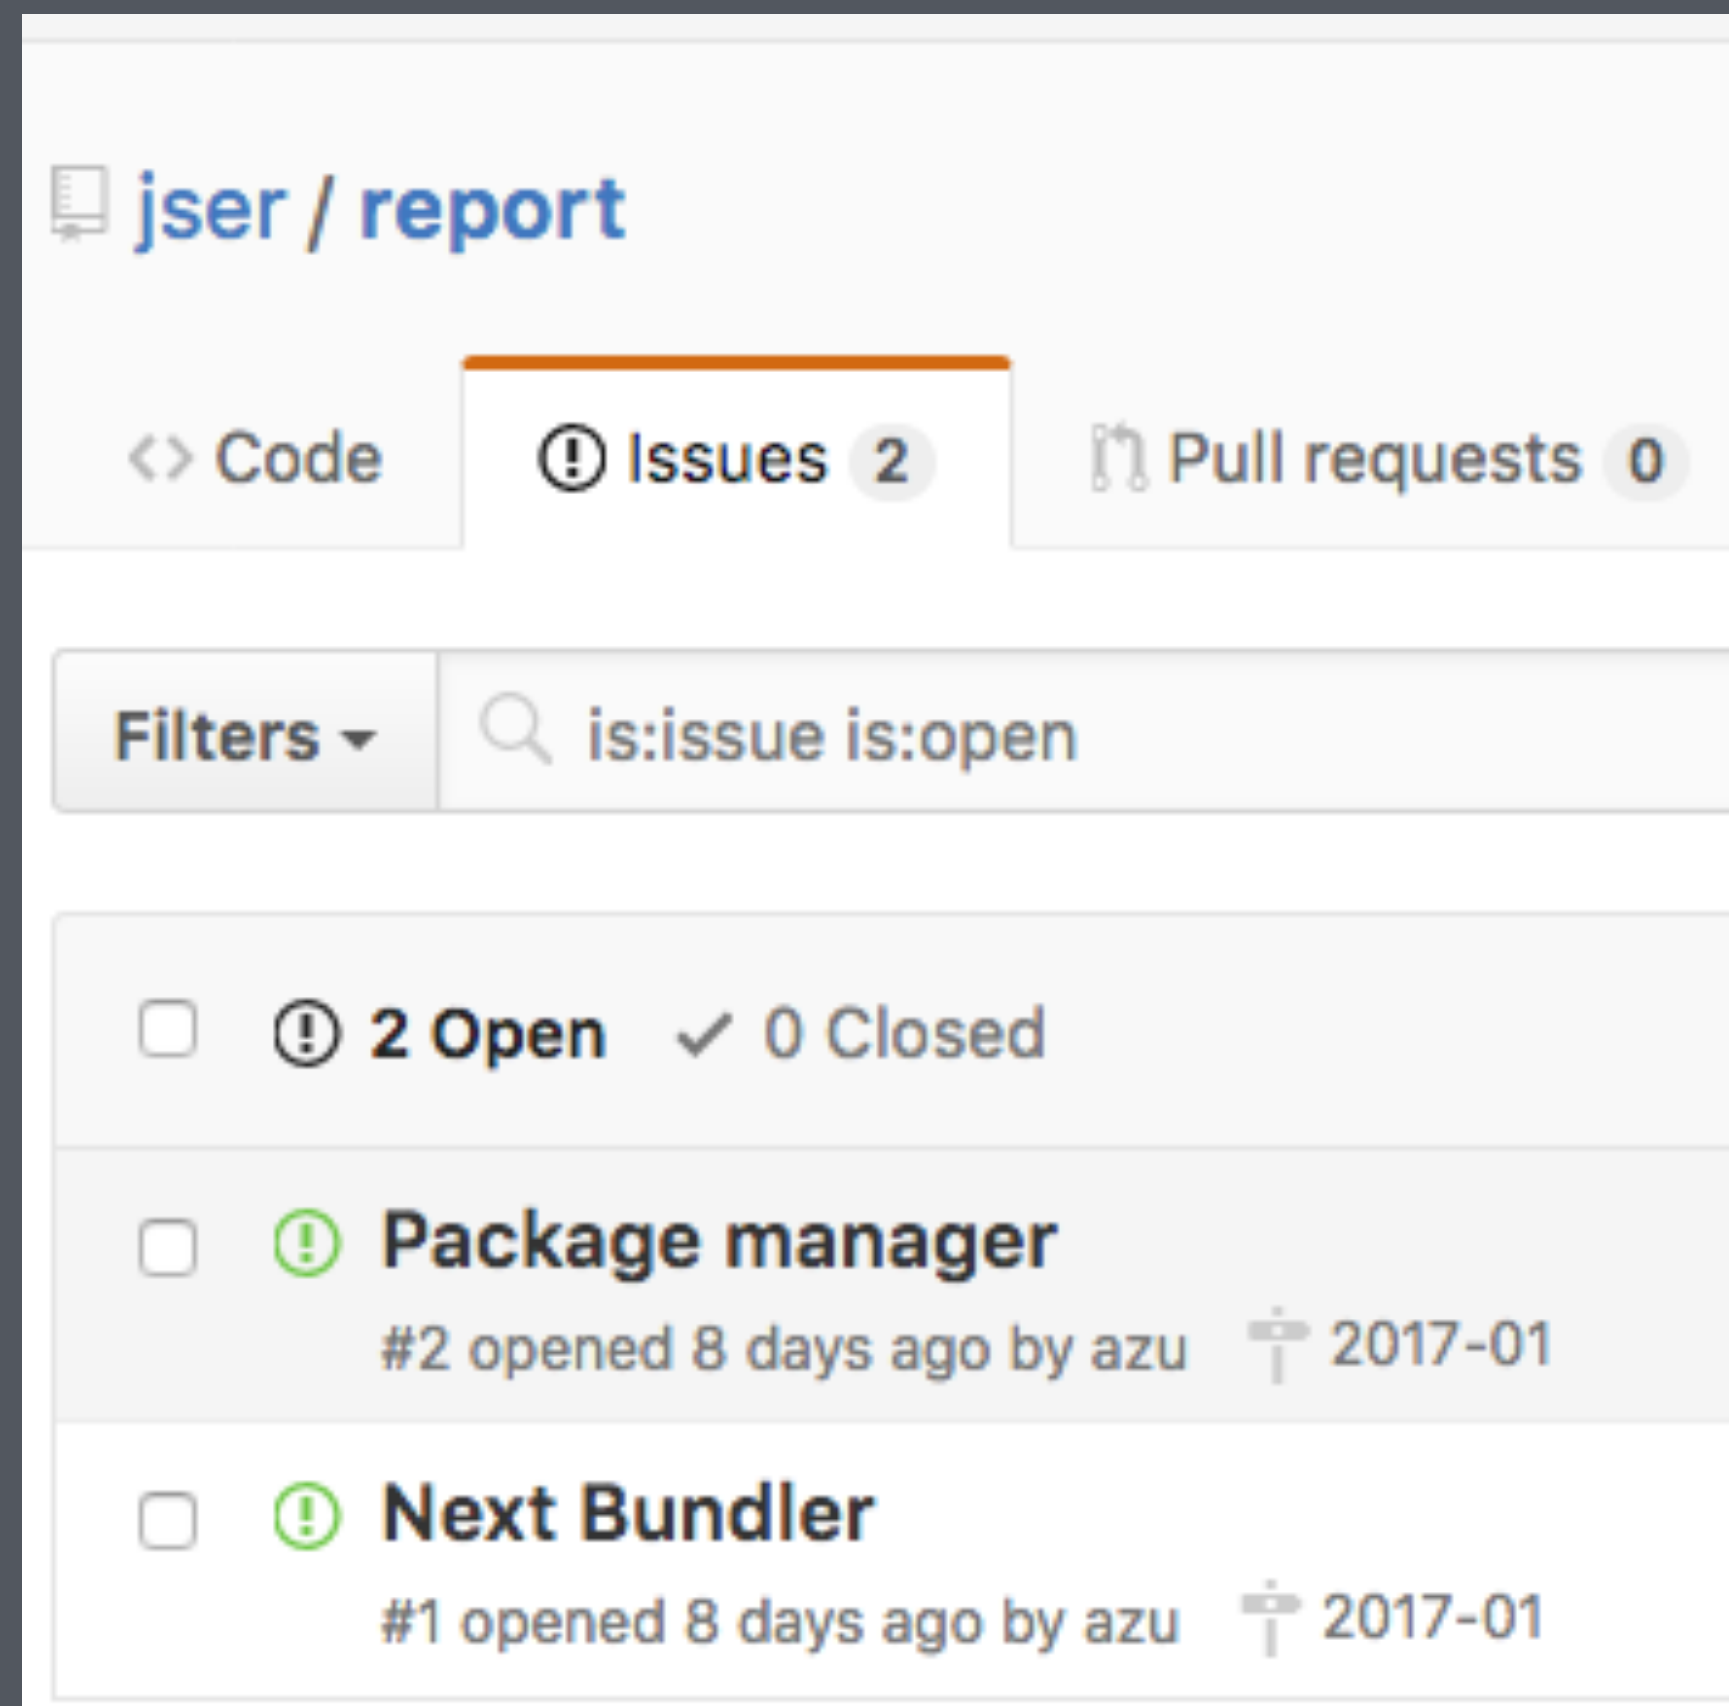 jser / report
Code Issues 2 Pull requests 0
Filters is:issue is:open
2 Open 0 Closed
Package manager
#2 opened 8 days ago by azu 2017-01
Next Bundler
#1 opened 8 days ago by azu 2017-01